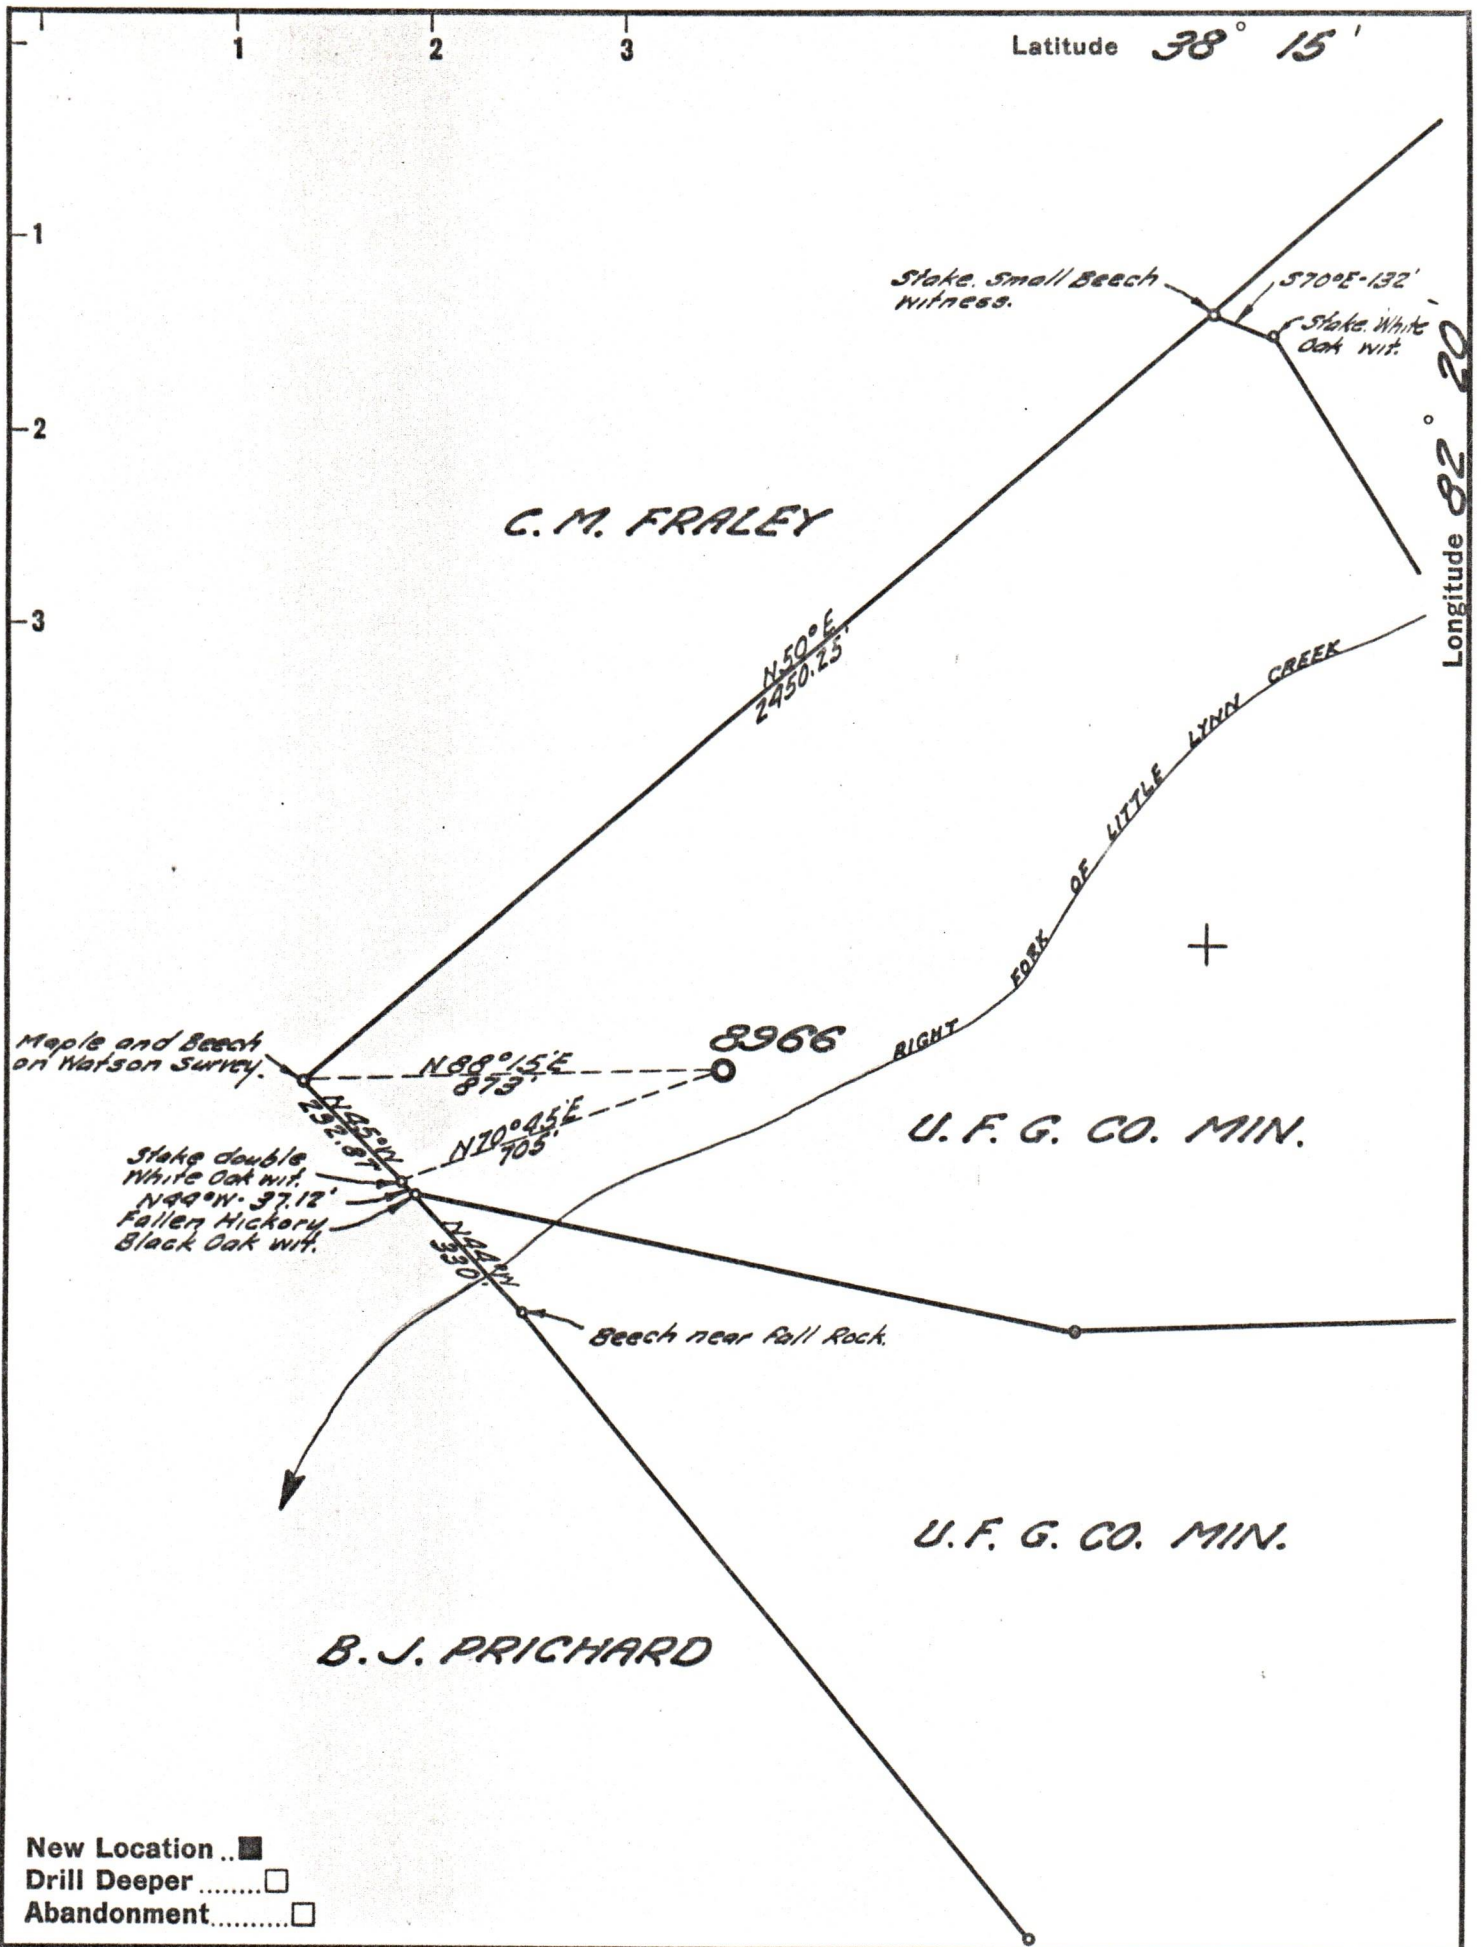 1 2 3
Latitude 38° 15'
1
2
3
Stake. Small Beech
witness.
S70°E-132'
Stake. White
Oak wit.
Longitude 82° 20'
C. M. FRALEY
N50°E
2450.25'
RIGHT FORK OF LITTLE LYNN CREEK
Maple and Beech
on Watson Survey.
N88°15'E
873'
8966
N45°W
292.87'
N70°45'E
705'
Stake double
White Oak wit.
N44°W- 37.12'
Fallen Hickory
Black Oak wit.
N44°W
330'
Beech near Fall Rock.
U. F. G. CO. MIN.
U. F. G. CO. MIN.
B. J. PRICHARD
New Location ..■
Drill Deeper ........□
Abandonment..........□